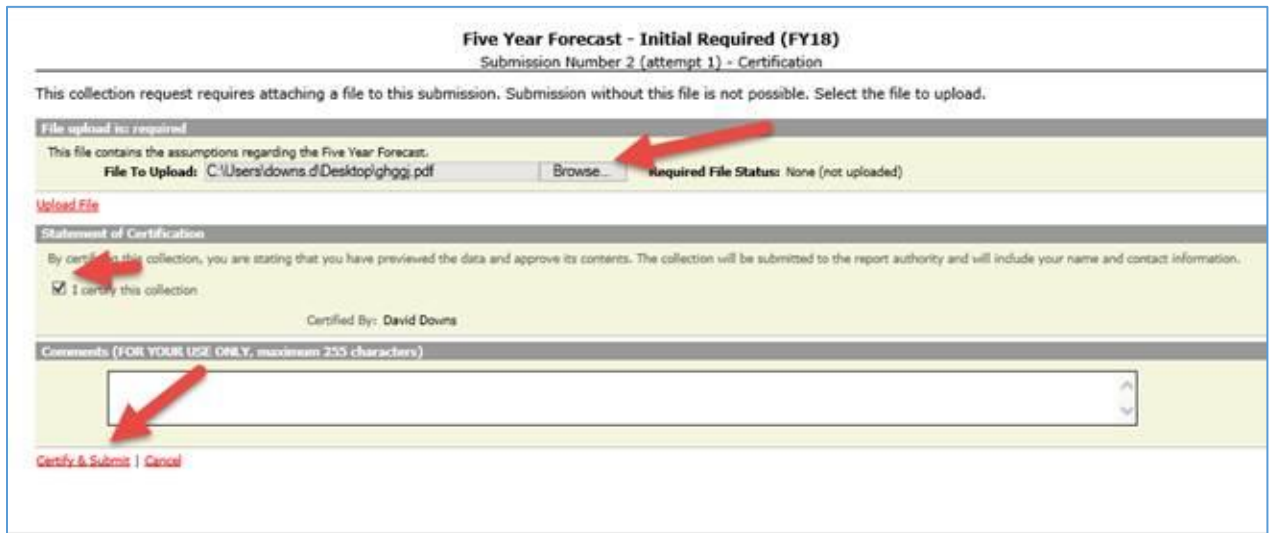 Five Year Forecast - Initial Required (FY18)
Submission Number 2 (attempt 1) - Certification
This collection request requires attaching a file to this submission. Submission without this file is not possible. Select the file to upload.
File upload is: required
This file contains the assumptions regarding the Five Year Forecast.
File To Upload: C:\Users\downs.d\Desktop\ghggj.pdf Browse... Required File Status: None (not uploaded)
Upload File
Statement of Certification
By certifying this collection, you are stating that you have previewed the data and approve its contents. The collection will be submitted to the report authority and will include your name and contact information.
I certify this collection
Certified By: David Downs
Comments (FOR YOUR USE ONLY, maximum 255 characters)
Certify & Submit | Cancel